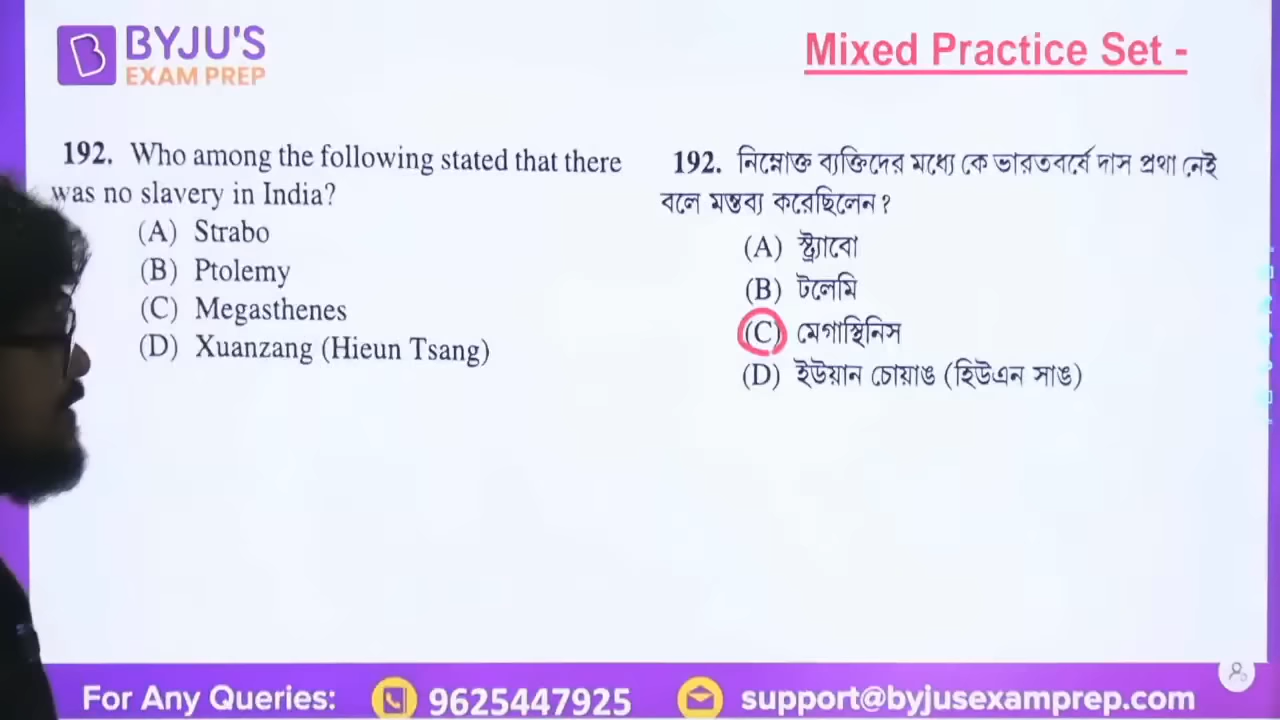 BYJU'S
EXAM PREP
Mixed Practice Set -
192. Who among the following stated that there
was no slavery in India?
(A) Strabo
(B) Ptolemy
(C) Megasthenes
(D) Xuanzang (Hieun Tsang)
192. নিম্নোক্ত ব্যক্তিদের মধ্যে কে ভারতবর্ষে দাস প্রথা নেই
বলে মন্তব্য করেছিলেন ?
(A) স্ট্র্যাবো
(B) টলেমি
(C) মেগাস্থিনিস
(D) ইউয়ান চোয়াঙ (হিউএন সাঙ)
For Any Queries: 9625447925 support@byjusexamprep.com